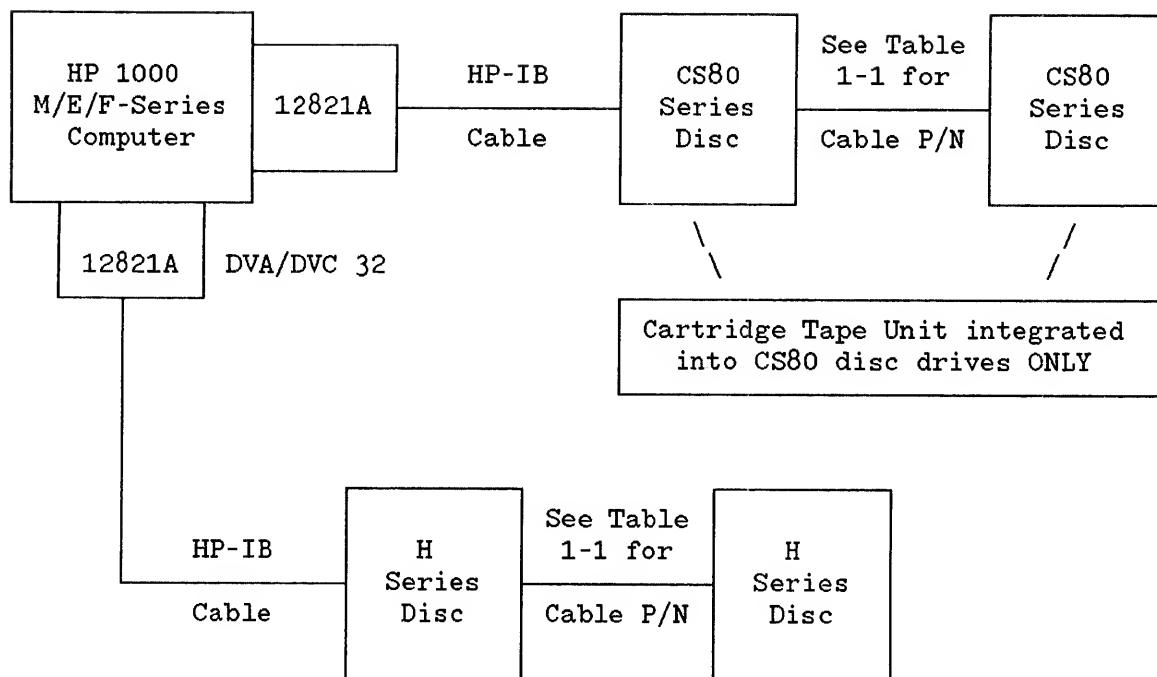 HP 1000
M/E/F-Series
Computer
12821A
HP-IB
Cable
CS80
Series
Disc
See Table
1-1 for
Cable P/N
CS80
Series
Disc
12821A
DVA/DVC 32
Cartridge Tape Unit integrated
into CS80 disc drives ONLY
HP-IB
Cable
H
Series
Disc
See Table
1-1 for
Cable P/N
H
Series
Disc